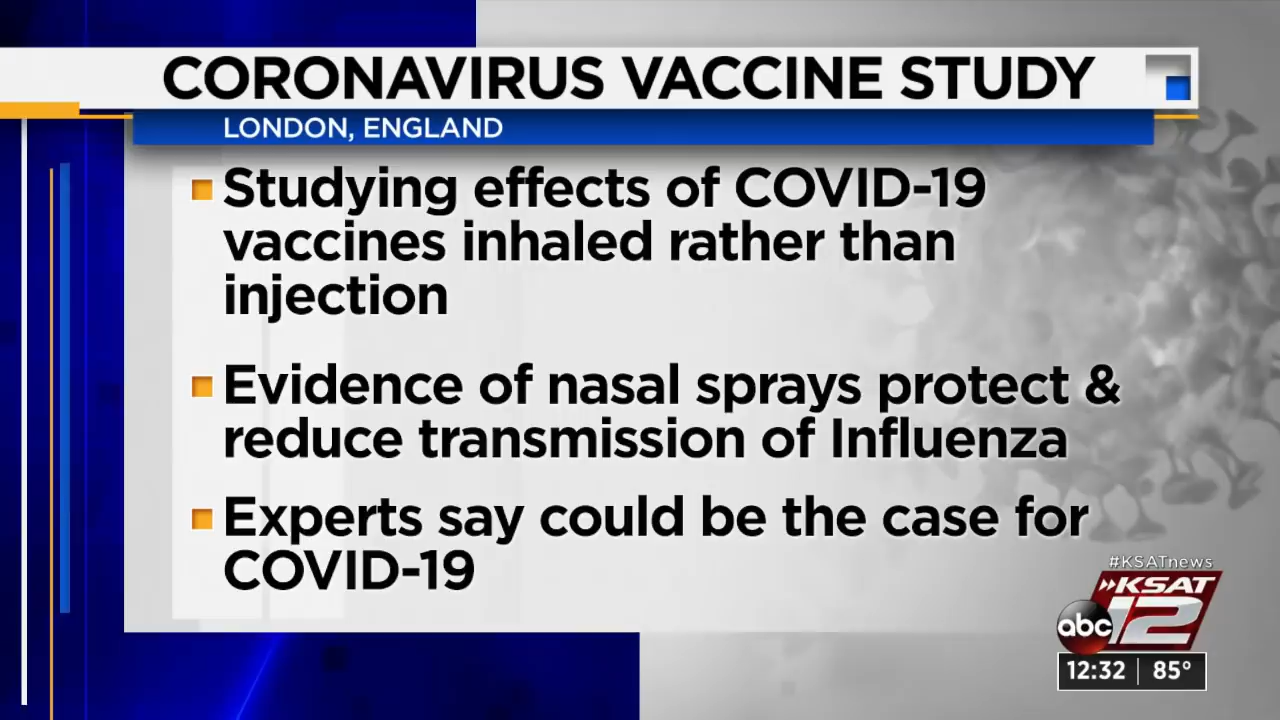 CORONAVIRUS VACCINE STUDY
LONDON, ENGLAND
Studying effects of COVID-19
vaccines inhaled rather than
injection
Evidence of nasal sprays protect &
reduce transmission of Influenza
Experts say could be the case for
COVID-19
#KSATnews
KSAT
abc 12
12:32 85°